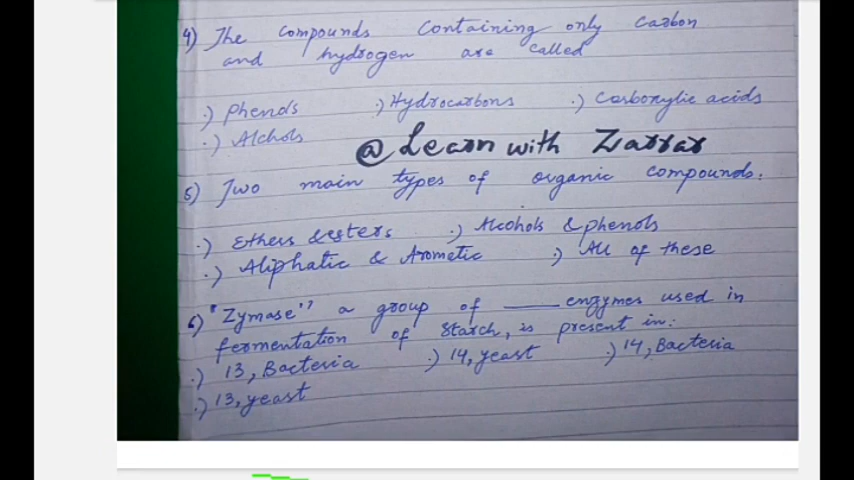 4) The compounds containing only carbon
and hydrogen are called
.) Phenols .) Hydrocarbons .) Carboxylic acids
.) Alchols
@ Learn with Zarrar
5) Two main types of organic compounds:
.) Ethers & esters .) Alcohols & phenols
.) Aliphatic & Arometic .) All of these
6) "Zymase" a group of ___ enzymes used in
fermentation of starch, is present in:
.) 13, Bacteria .) 14, yeast .) 14, Bacteria
.) 13, yeast